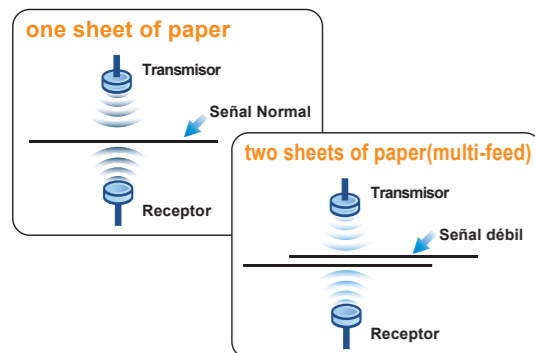 one sheet of paper
Transmisor
Señal Normal
Receptor
two sheets of paper(multi-feed)
Transmisor
Señal débil
Receptor